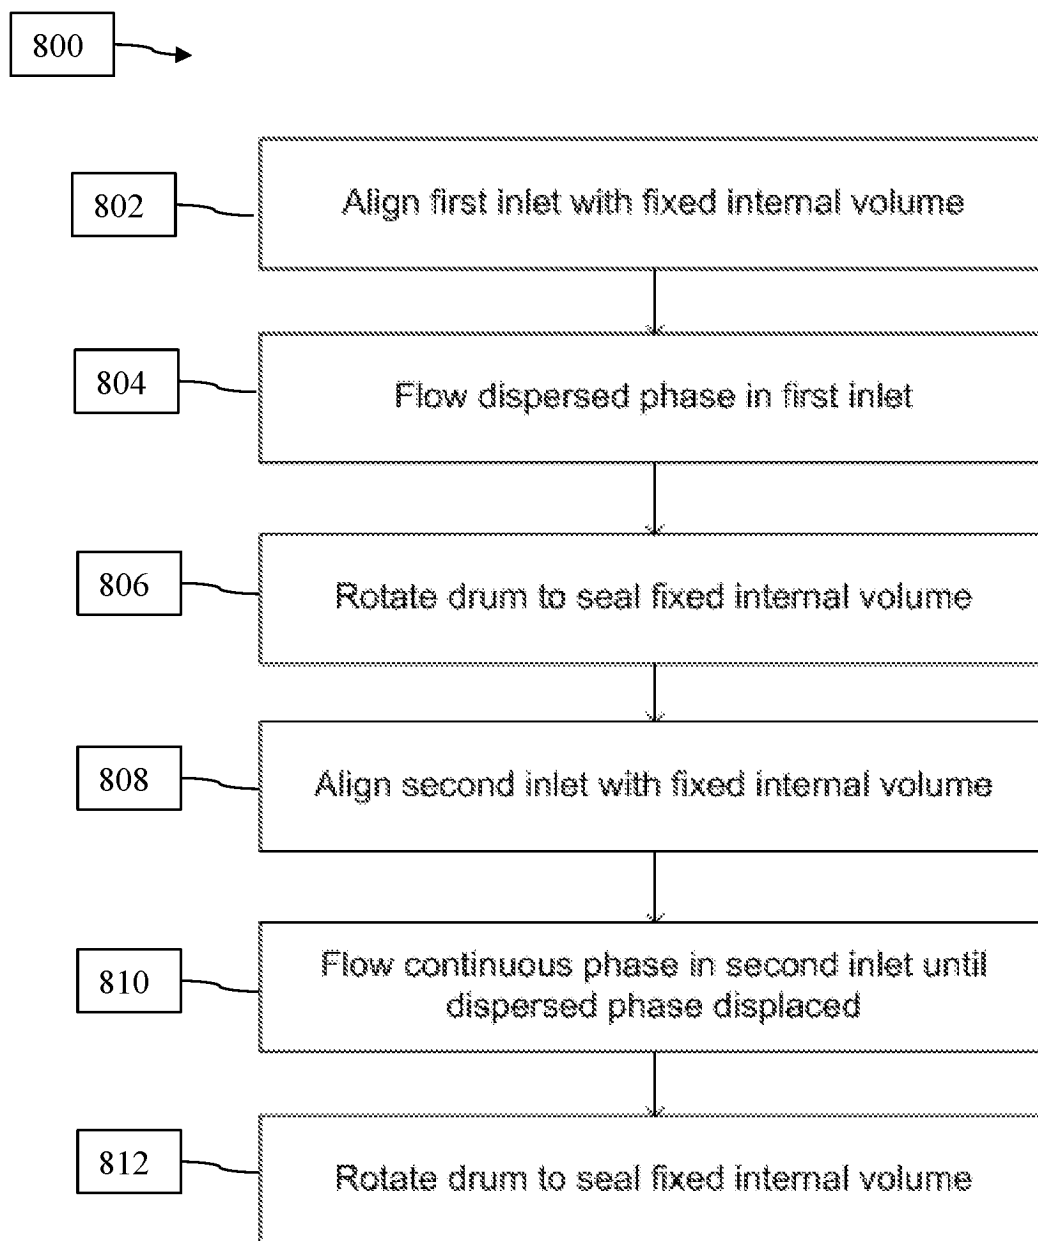 800
802
Align first inlet with fixed internal volume
804
Flow dispersed phase in first inlet
806
Rotate drum to seal fixed internal volume
808
Align second inlet with fixed internal volume
810
Flow continuous phase in second inlet until
dispersed phase displaced
812
Rotate drum to seal fixed internal volume